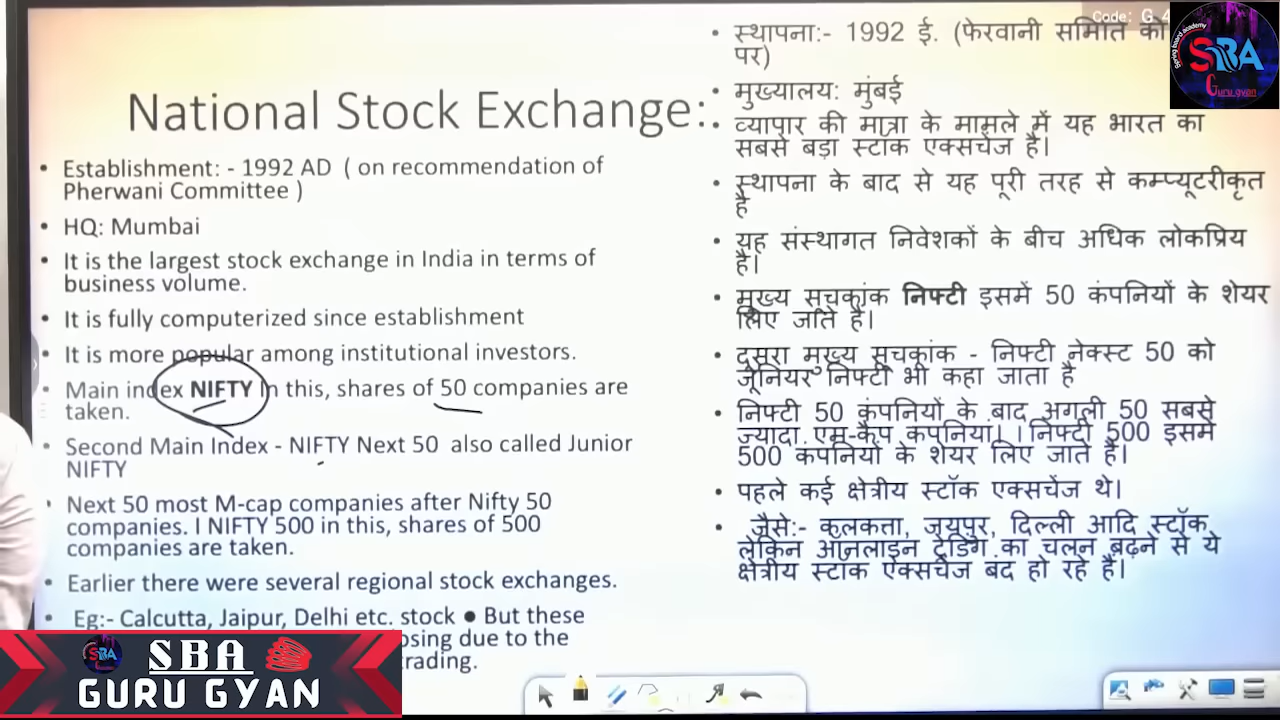 National Stock Exchange:
Establishment: - 1992 AD ( on recommendation of
Pherwani Committee )
HQ: Mumbai
It is the largest stock exchange in India in terms of
business volume.
It is fully computerized since establishment
It is more popular among institutional investors.
Main index NIFTY In this, shares of 50 companies are
taken.
Second Main Index - NIFTY Next 50 also called Junior
NIFTY
Next 50 most M-cap companies after Nifty 50
companies. I NIFTY 500 in this, shares of 500
companies are taken.
Earlier there were several regional stock exchanges.
Eg:- Calcutta, Jaipur, Delhi etc. stock ● But these
osing due to the
trading.
Code: G
स्थापना:- 1992 ई. (फेरवानी समिति की
पर)
मुख्यालय: मुंबई
व्यापार की मात्रा के मामले में यह भारत का
सबसे बड़ा स्टॉक एक्सचेंज है।
स्थापना के बाद से यह पूरी तरह से कम्प्यूटरीकृत
है
यह संस्थागत निवेशकों के बीच अधिक लोकप्रिय
है।
मुख्य सूचकांक निफ्टी इसमें 50 कंपनियों के शेयर
लिए जाते हैं।
दूसरा मुख्य सूचकांक - निफ्टी नेक्स्ट 50 को
जूनियर निफ्टी भी कहा जाता है
निफ्टी 50 कंपनियों के बाद अगली 50 सबसे
ज्यादा एम-कैप कंपनियां। । निफ्टी 500 इसमें
500 कंपनियों के शेयर लिए जाते हैं।
पहले कई क्षेत्रीय स्टॉक एक्सचेंज थे।
जैसे:- कलकत्ता, जयपुर, दिल्ली आदि स्टॉक
लेकिन ऑनलाइन ट्रेडिंग का चलन बढ़ने से ये
क्षेत्रीय स्टॉक एक्सचेंज बंद हो रहे हैं।
SBA
Guru gyan
SBA
SBA
GURU GYAN